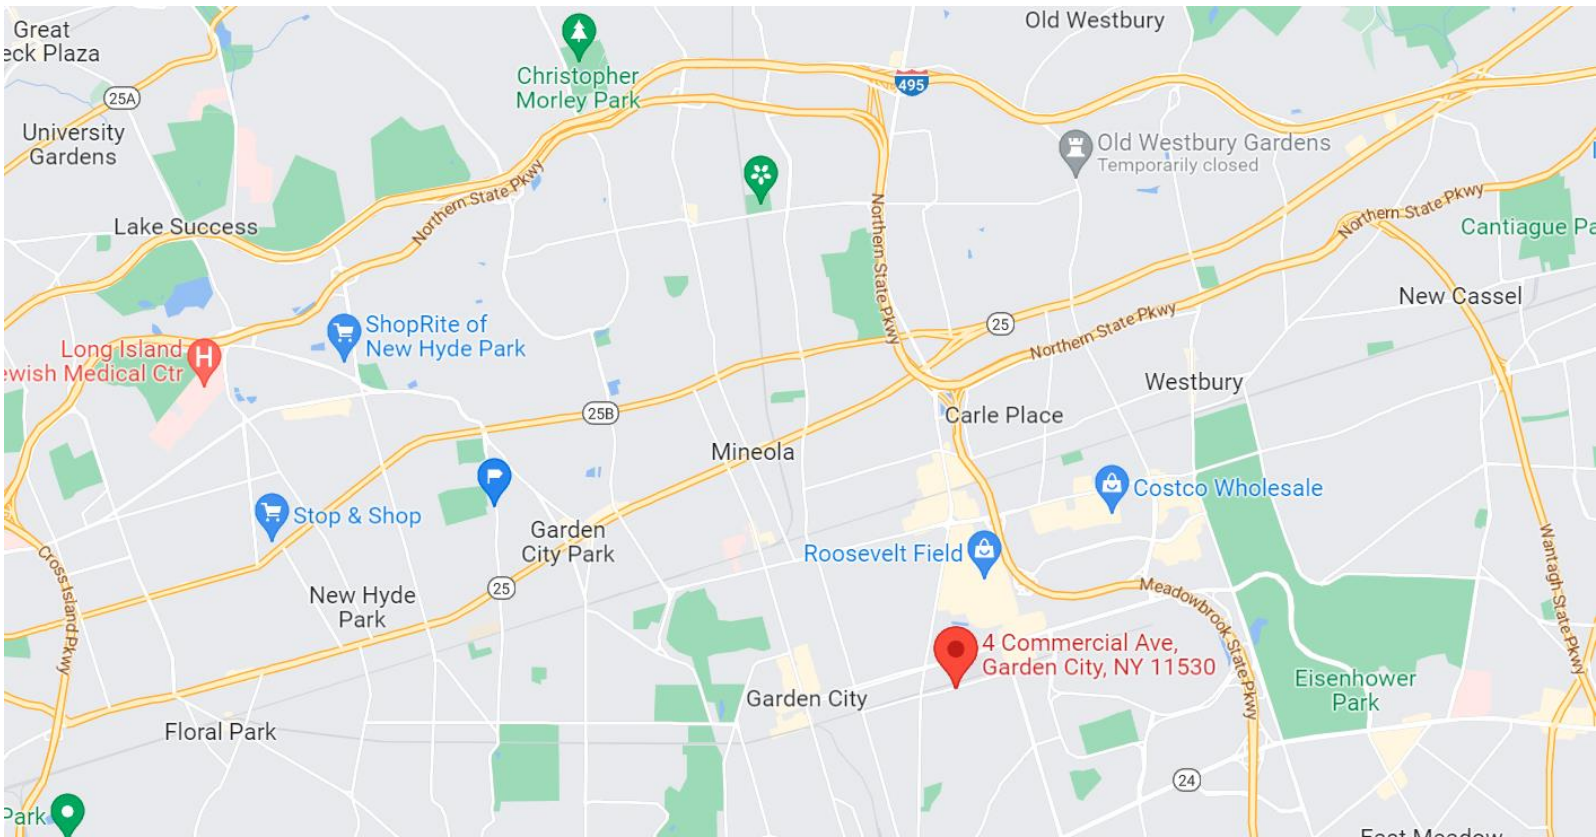 Great
eck Plaza
Old Westbury
Christopher
Morley Park
25A
495
University
Gardens
Old Westbury Gardens
Temporarily closed
Northern State Pkwy
Northern State Pkwy
Northern State Pkwy
Lake Success
Cantiague Pa
New Cassel
ShopRite of
New Hyde Park
25
Northern State Pkwy
Long Island
ewish Medical Ctr
H
Westbury
25B
Carle Place
Mineola
Costco Wholesale
Stop & Shop
Garden
City Park
Roosevelt Field
Wantagh State Pkwy
Cross Island Pkwy
25
New Hyde
Park
Meadowbrook State Pkwy
4 Commercial Ave,
Garden City, NY 11530
Eisenhower
Park
Garden City
Floral Park
24
Park
East Meadow